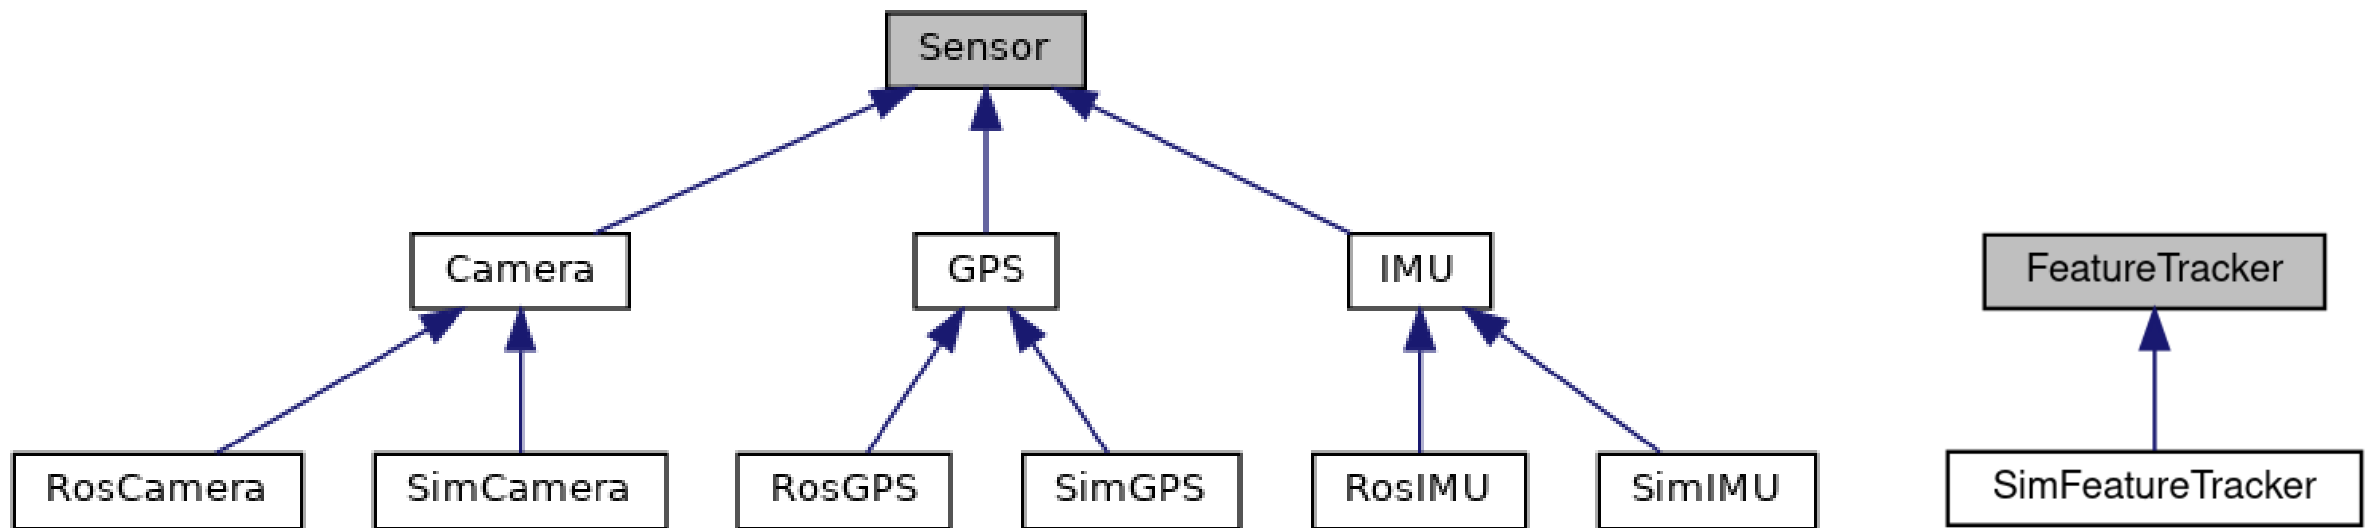 Sensor
Camera
GPS
IMU
FeatureTracker
RosCamera
SimCamera
RosGPS
SimGPS
RosIMU
SimIMU
SimFeatureTracker